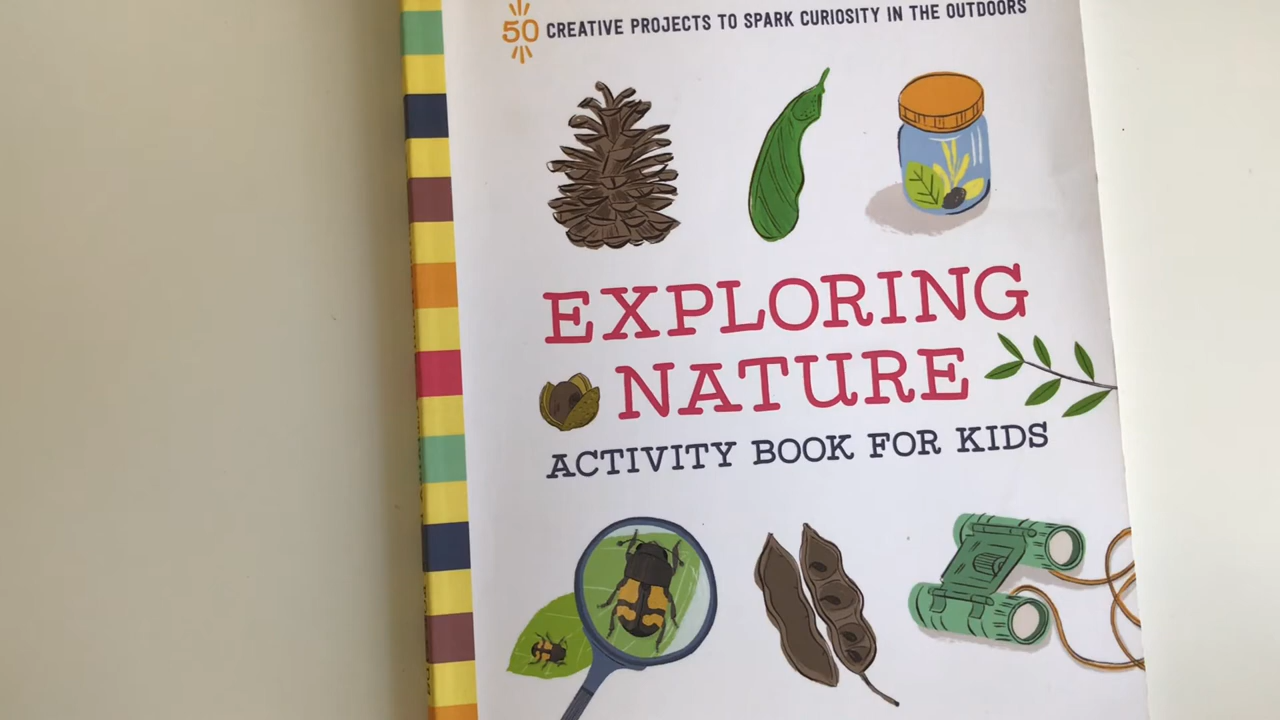 50 CREATIVE PROJECTS TO SPARK CURIOSITY IN THE OUTDOORS
EXPLORING
NATURE
ACTIVITY BOOK FOR KIDS